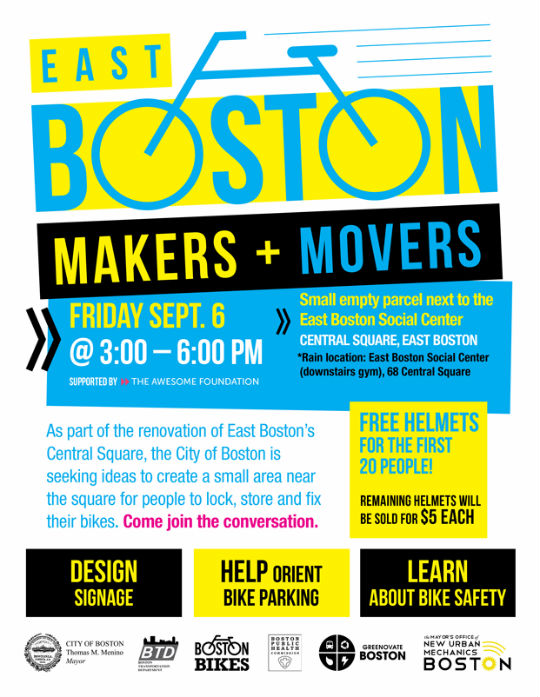 EAST
BOSTON
MAKERS + MOVERS
FRIDAY SEPT. 6
@ 3:00 – 6:00 PM
SUPPORTED BY THE AWESOME FOUNDATION
Small empty parcel next to the
East Boston Social Center
CENTRAL SQUARE, EAST BOSTON
*Rain location: East Boston Social Center
(downstairs gym), 68 Central Square
As part of the renovation of East Boston's
Central Square, the City of Boston is
seeking ideas to create a small area near
the square for people to lock, store and fix
their bikes. Come join the conversation.
FREE HELMETS
FOR THE FIRST
20 PEOPLE!
REMAINING HELMETS WILL
BE SOLD FOR $5 EACH
DESIGN
SIGNAGE
HELP ORIENT
BIKE PARKING
LEARN
ABOUT BIKE SAFETY
CITY OF BOSTON
Thomas M. Menino
Mayor
BTD
BOSTON
TRANSPORTATION
DEPARTMENT
BOSTON
BIKES
BOSTON
PUBLIC
HEALTH
COMMISSION
GREENOVATE
BOSTON
the MAYOR'S OFFICE of
NEW URBAN
MECHANICS
BOSTON